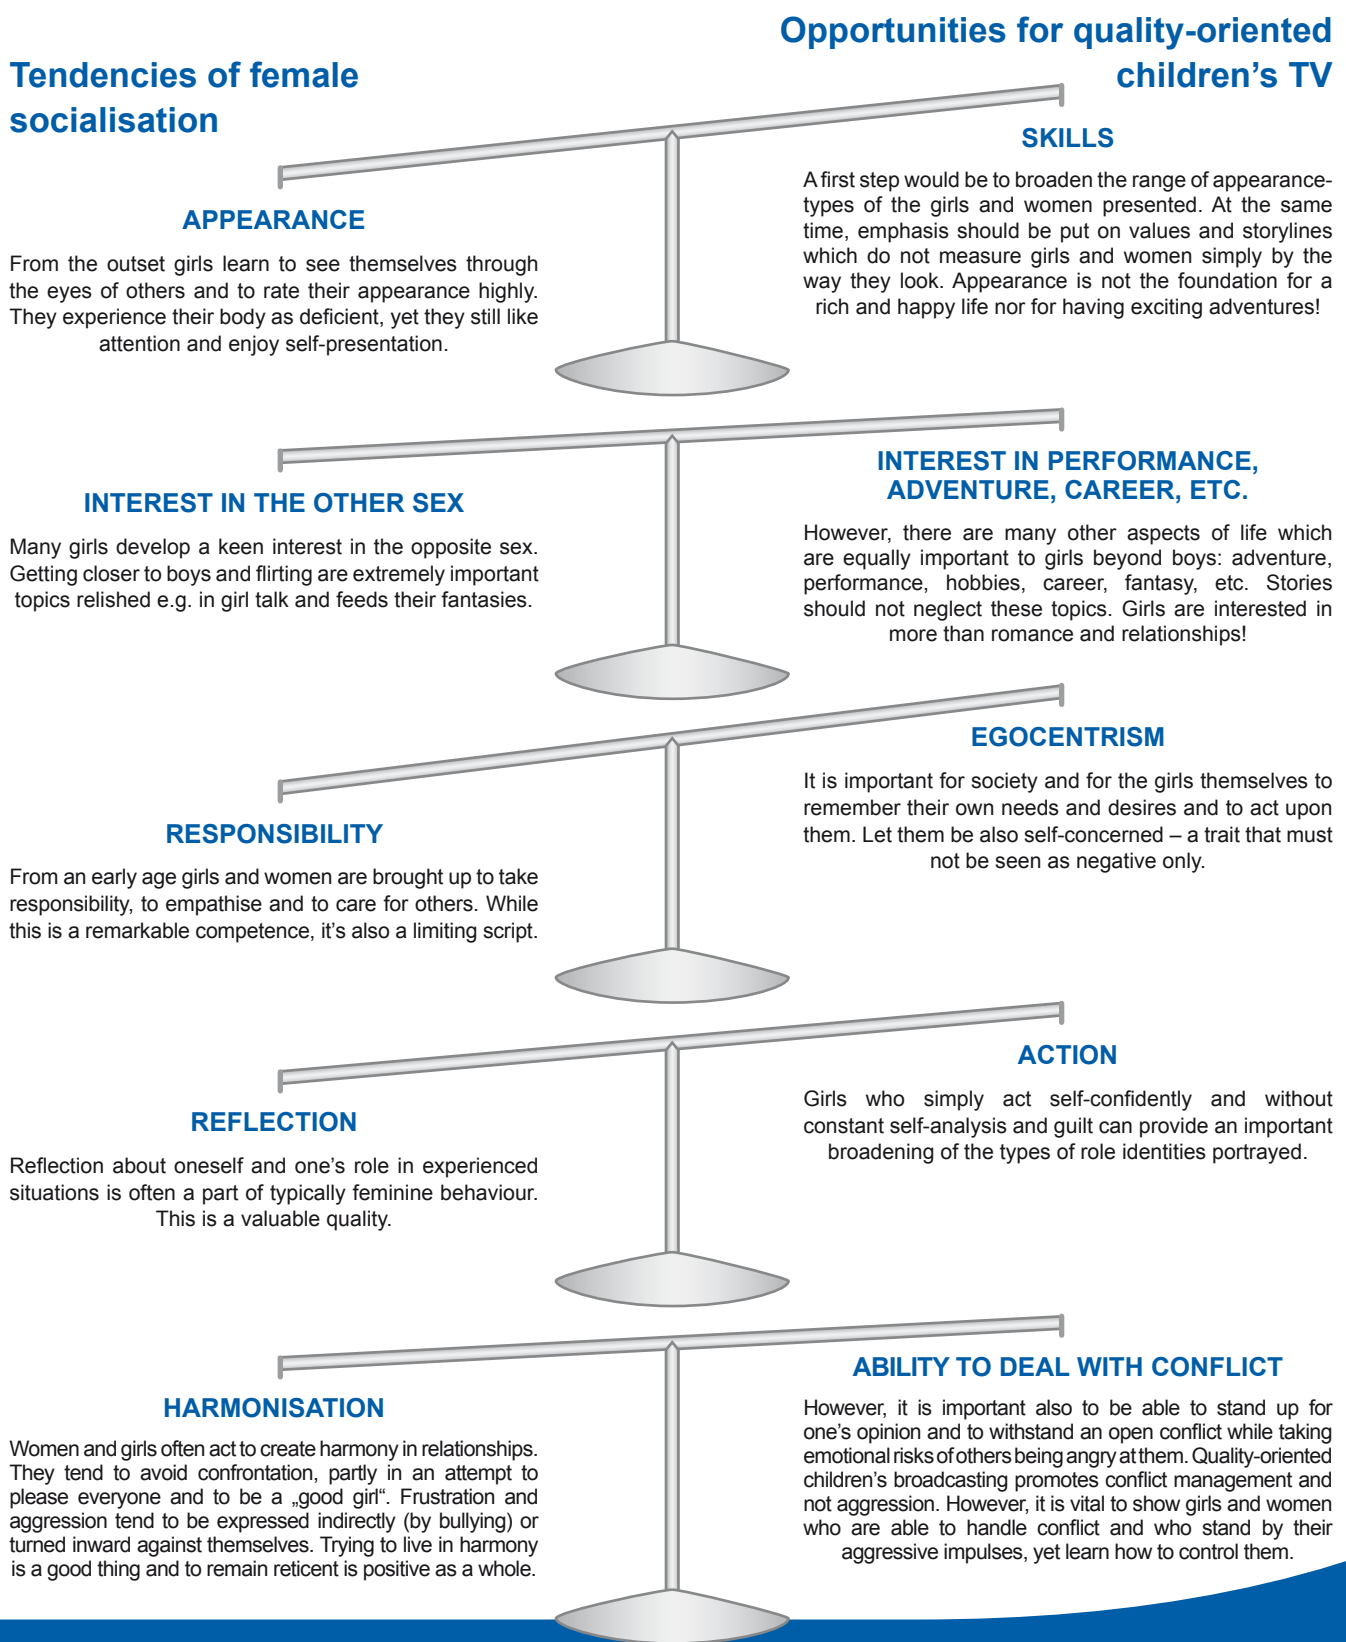 Tendencies of female
socialisation
Opportunities for quality-oriented
children's TV
APPEARANCE
From the outset girls learn to see themselves through
the eyes of others and to rate their appearance highly.
They experience their body as deficient, yet they still like
attention and enjoy self-presentation.
SKILLS
A first step would be to broaden the range of appearance-
types of the girls and women presented. At the same
time, emphasis should be put on values and storylines
which do not measure girls and women simply by the
way they look. Appearance is not the foundation for a
rich and happy life nor for having exciting adventures!
INTEREST IN THE OTHER SEX
Many girls develop a keen interest in the opposite sex.
Getting closer to boys and flirting are extremely important
topics relished e.g. in girl talk and feeds their fantasies.
INTEREST IN PERFORMANCE,
ADVENTURE, CAREER, ETC.
However, there are many other aspects of life which
are equally important to girls beyond boys: adventure,
performance, hobbies, career, fantasy, etc. Stories
should not neglect these topics. Girls are interested in
more than romance and relationships!
RESPONSIBILITY
From an early age girls and women are brought up to take
responsibility, to empathise and to care for others. While
this is a remarkable competence, it's also a limiting script.
EGOCENTRISM
It is important for society and for the girls themselves to
remember their own needs and desires and to act upon
them. Let them be also self-concerned – a trait that must
not be seen as negative only.
REFLECTION
Reflection about oneself and one's role in experienced
situations is often a part of typically feminine behaviour.
This is a valuable quality.
ACTION
Girls who simply act self-confidently and without
constant self-analysis and guilt can provide an important
broadening of the types of role identities portrayed.
HARMONISATION
Women and girls often act to create harmony in relationships.
They tend to avoid confrontation, partly in an attempt to
please everyone and to be a „good girl“. Frustration and
aggression tend to be expressed indirectly (by bullying) or
turned inward against themselves. Trying to live in harmony
is a good thing and to remain reticent is positive as a whole.
ABILITY TO DEAL WITH CONFLICT
However, it is important also to be able to stand up for
one's opinion and to withstand an open conflict while taking
emotional risks of others being angry at them. Quality-oriented
children's broadcasting promotes conflict management and
not aggression. However, it is vital to show girls and women
who are able to handle conflict and who stand by their
aggressive impulses, yet learn how to control them.